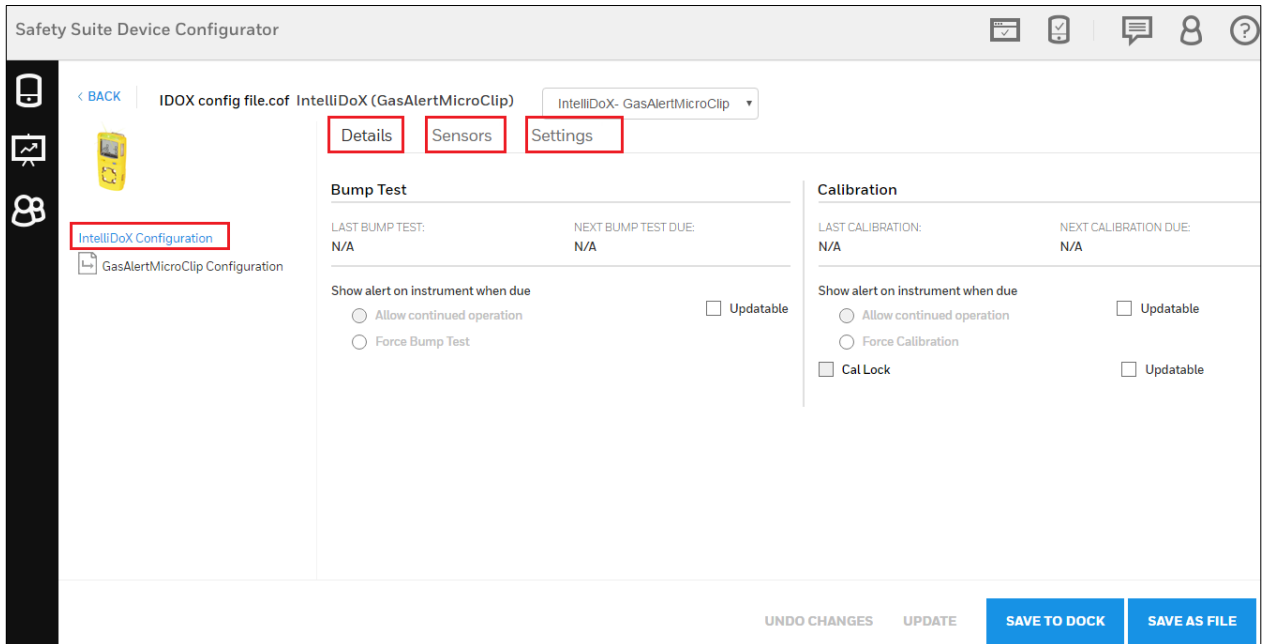 Safety Suite Device Configurator
?
< BACK
IDOX config file.cof IntelliDoX (GasAlertMicroClip)
IntelliDoX- GasAlertMicroClip
Details
Sensors
Settings
IntelliDoX Configuration
GasAlertMicroClip Configuration
Bump Test
LAST BUMP TEST:
NEXT BUMP TEST DUE:
N/A
N/A
Show alert on instrument when due
Updatable
Allow continued operation
Force Bump Test
Calibration
LAST CALIBRATION:
NEXT CALIBRATION DUE:
N/A
N/A
Show alert on instrument when due
Updatable
Allow continued operation
Force Calibration
Cal Lock
Updatable
UNDO CHANGES
UPDATE
SAVE TO DOCK
SAVE AS FILE